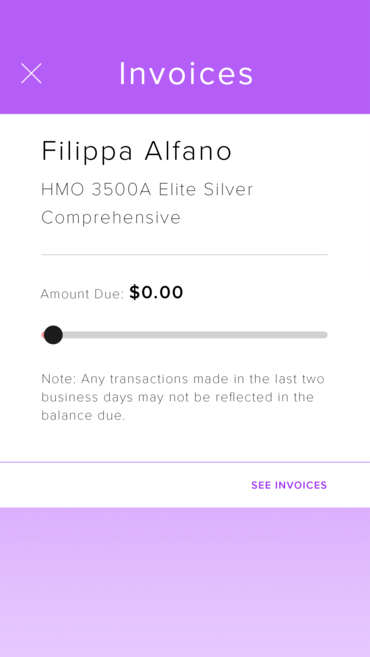 Invoices
Filippa Alfano
HMO 3500A Elite Silver
Comprehensive
Amount Due: $0.00
Note: Any transactions made in the last two
business days may not be reflected in the
balance due.
SEE INVOICES